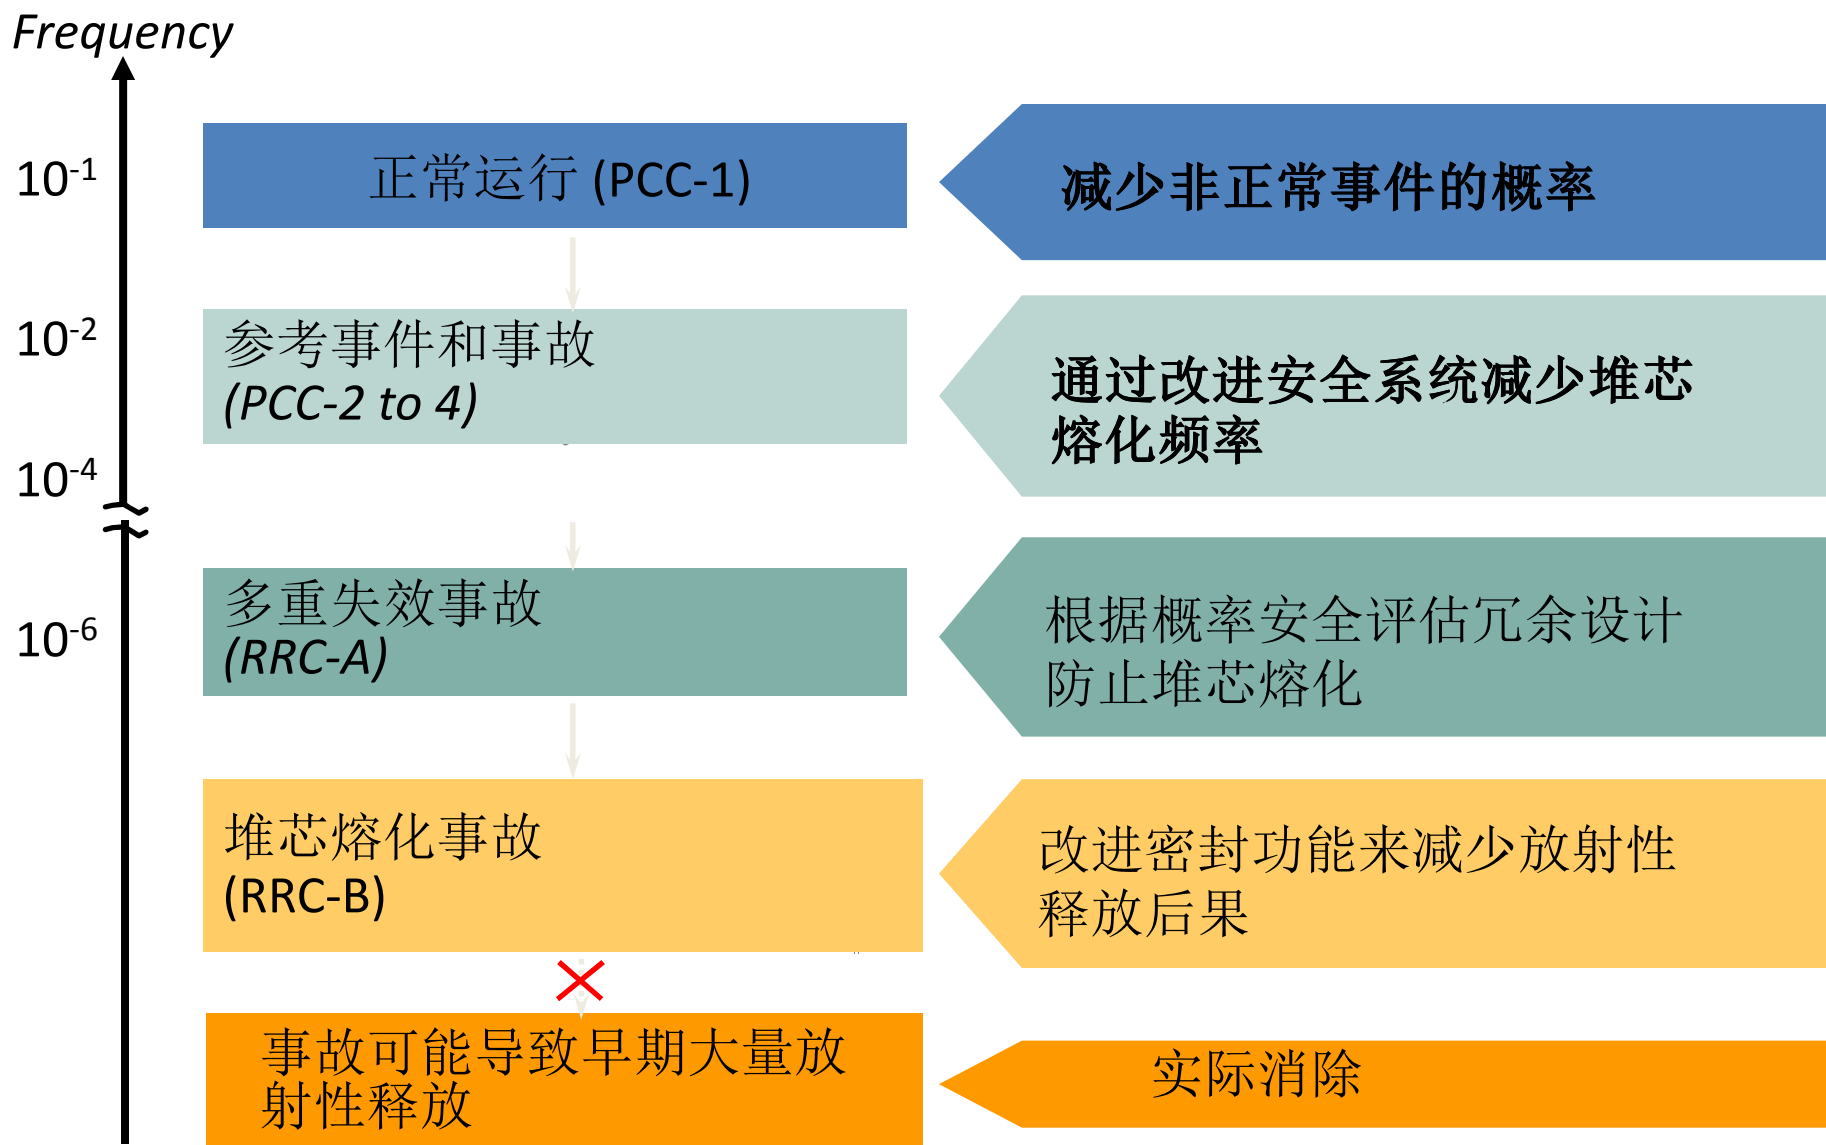 Frequency
10⁻¹
正常运行 (PCC-1)
减少非正常事件的概率
10⁻²
参考事件和事故
(PCC-2 to 4)
通过改进安全系统减少堆芯
熔化频率
10⁻⁴
多重失效事故
(RRC-A)
10⁻⁶
根据概率安全评估冗余设计
防止堆芯熔化
堆芯熔化事故
(RRC-B)
改进密封功能来减少放射性
释放后果
事故可能导致早期大量放
射性释放
实际消除